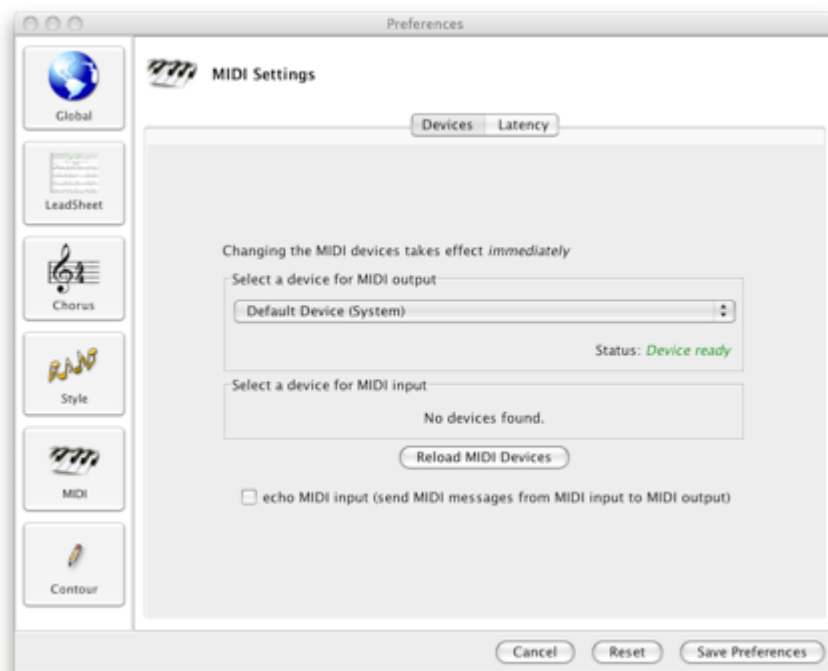 Preferences
Global
LeadSheet
Chorus
Style
MIDI
Contour
MIDI Settings
Devices Latency
Changing the MIDI devices takes effect immediately
Select a device for MIDI output
Default Device (System)
Status: Device ready
Select a device for MIDI input
No devices found.
Reload MIDI Devices
echo MIDI input (send MIDI messages from MIDI input to MIDI output)
Cancel Reset Save Preferences